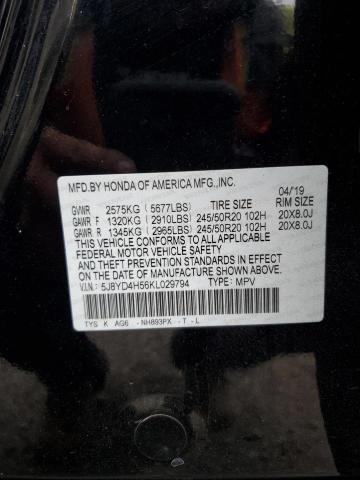 MFD.BY HONDA OF AMERICA MFG.,INC. 04/19
GVWR 2575KG (5677LBS) TIRE SIZE RIM SIZE
GAWR F 1320KG (2910LBS) 245/50R20 102H 20X8.0J
GAWR R 1345KG (2965LBS) 245/50R20 102H 20X8.0J
THIS VEHICLE CONFORMS TO ALL APPLICABLE
FEDERAL MOTOR VEHICLE SAFETY
AND THEFT PREVENTION STANDARDS IN EFFECT ON
THE DATE OF MANUFACTURE SHOWN ABOVE.
V.I.N.: 5J8YD4H56KL029794 TYPE: MPV
TYS K AG6 -NH893PX -T -L